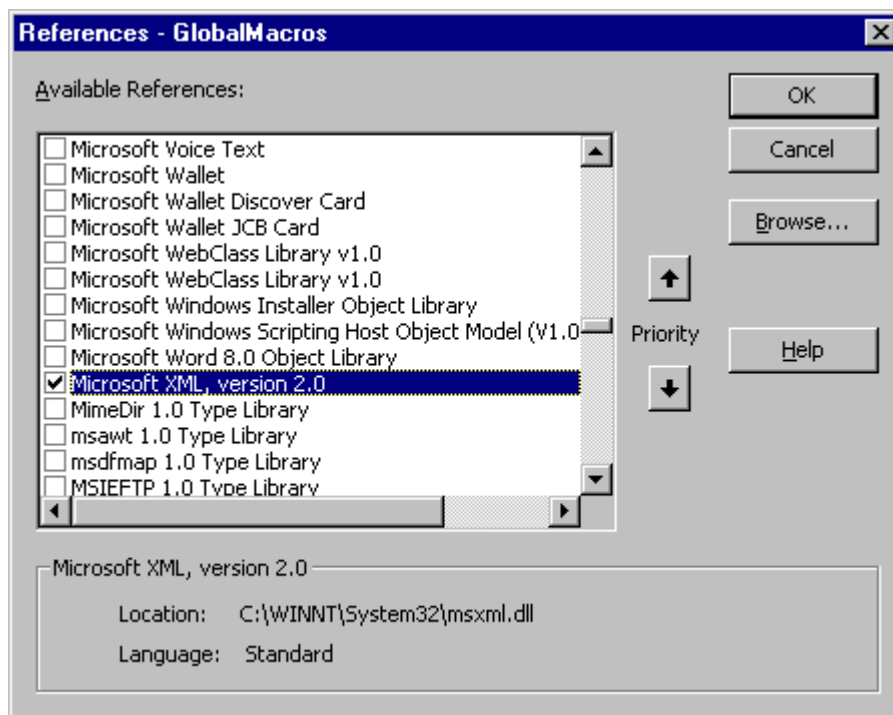 References - GlobalMacros
Available References:
Microsoft Voice Text
Microsoft Wallet
Microsoft Wallet Discover Card
Microsoft Wallet JCB Card
Microsoft WebClass Library v1.0
Microsoft WebClass Library v1.0
Microsoft Windows Installer Object Library
Microsoft Windows Scripting Host Object Model (V1.0
Microsoft Word 8.0 Object Library
Microsoft XML, version 2.0
MimeDir 1.0 Type Library
msawt 1.0 Type Library
msdfmap 1.0 Type Library
MSIEFTP 1.0 Type Library
Priority
OK
Cancel
Browse...
Help
Microsoft XML, version 2.0
Location: C:\WINNT\System32\msxml.dll
Language: Standard